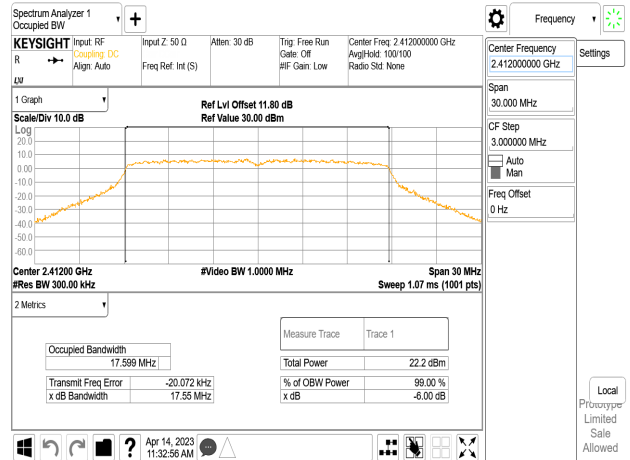 Spectrum Analyzer 1
Occupied BW
Frequency
KEYSIGHT
Input: RF
Coupling: DC
Align: Auto
Input Z: 50 Ω
Freq Ref: Int (S)
Atten: 30 dB
Trig: Free Run
Gate: Off
#IF Gain: Low
Center Freq: 2.412000000 GHz
Avg|Hold: 100/100
Radio Std: None
R
Center Frequency
2.412000000 GHz
Settings
Span
30.000 MHz
CF Step
3.000000 MHz
Auto
Man
Freq Offset
0 Hz
1 Graph
Ref Lvl Offset 11.80 dB
Scale/Div 10.0 dB
Ref Value 30.00 dBm
Log
20.0
10.0
0.00
-10.0
-20.0
-30.0
-40.0
-50.0
-60.0
Center 2.41200 GHz
#Video BW 1.0000 MHz
Span 30 MHz
#Res BW 300.00 kHz
Sweep 1.07 ms (1001 pts)
2 Metrics
Measure Trace
Trace 1
Occupied Bandwidth
17.599 MHz
Total Power
22.2 dBm
Transmit Freq Error
-20.072 kHz
% of OBW Power
99.00 %
x dB Bandwidth
17.55 MHz
x dB
-6.00 dB
Local
Prototype
Limited
Sale
Allowed
?
Apr 14, 2023
11:32:56 AM